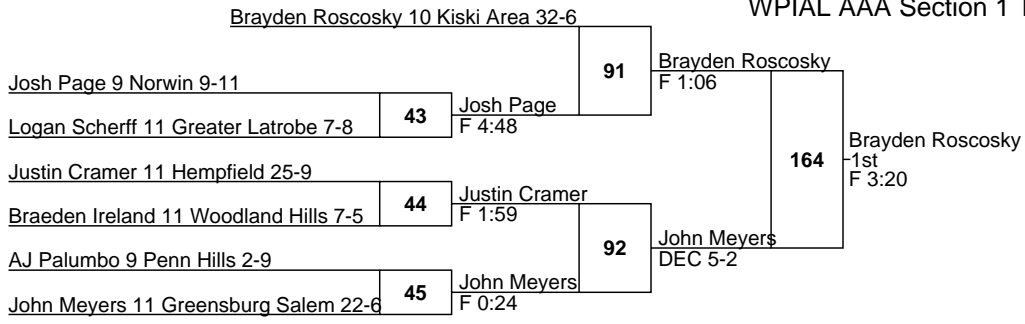 WPIAL AAA Section 1
Brayden Roscosky 10 Kiski Area 32-6
91
Brayden Roscosky
F 1:06
Josh Page 9 Norwin 9-11
43
Josh Page
F 4:48
Logan Scherff 11 Greater Latrobe 7-8
164
Brayden Roscosky
1st
F 3:20
Justin Cramer 11 Hempfield 25-9
44
Justin Cramer
F 1:59
Braeden Ireland 11 Woodland Hills 7-5
92
John Meyers
DEC 5-2
AJ Palumbo 9 Penn Hills 2-9
45
John Meyers
F 0:24
John Meyers 11 Greensburg Salem 22-6